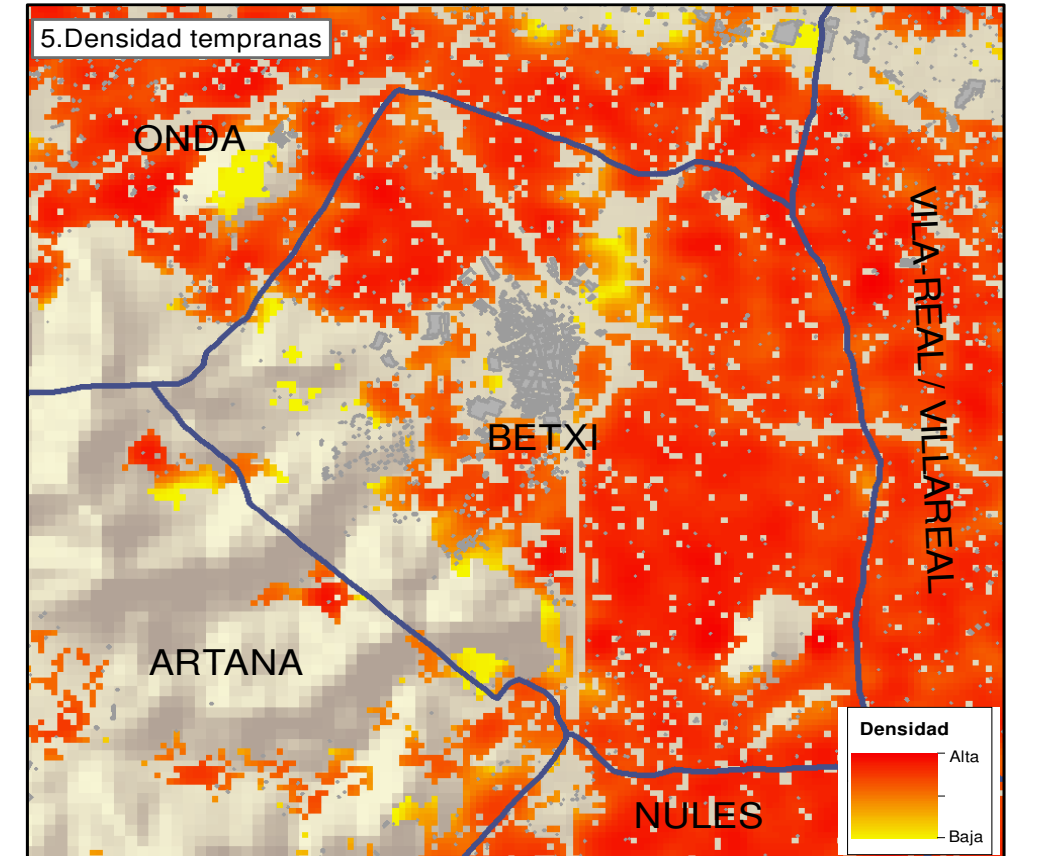 5.Densidad tempranas
ONDA
VILA-REAL / VILLAREAL
BETXI
ARTANA
NULES
Densidad
Alta
Baja